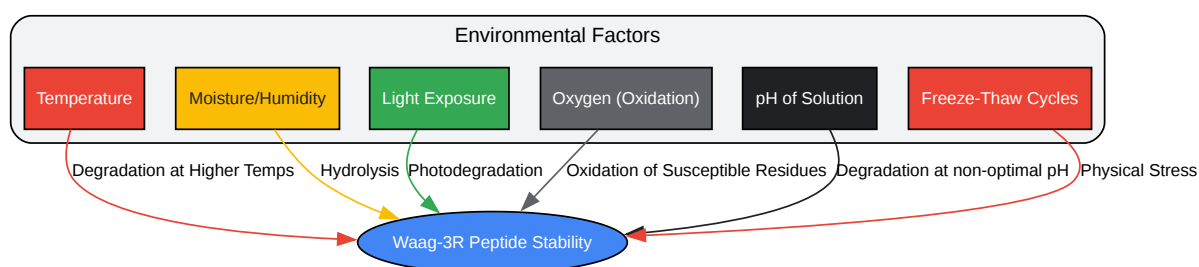 Environmental Factors
Temperature
Moisture/Humidity
Light Exposure
Oxygen (Oxidation)
pH of Solution
Freeze-Thaw Cycles
Degradation at Higher Temps
Hydrolysis
Photodegradation
Oxidation of Susceptible Residues
Degradation at non-optimal pH
Physical Stress
Waag-3R Peptide Stability